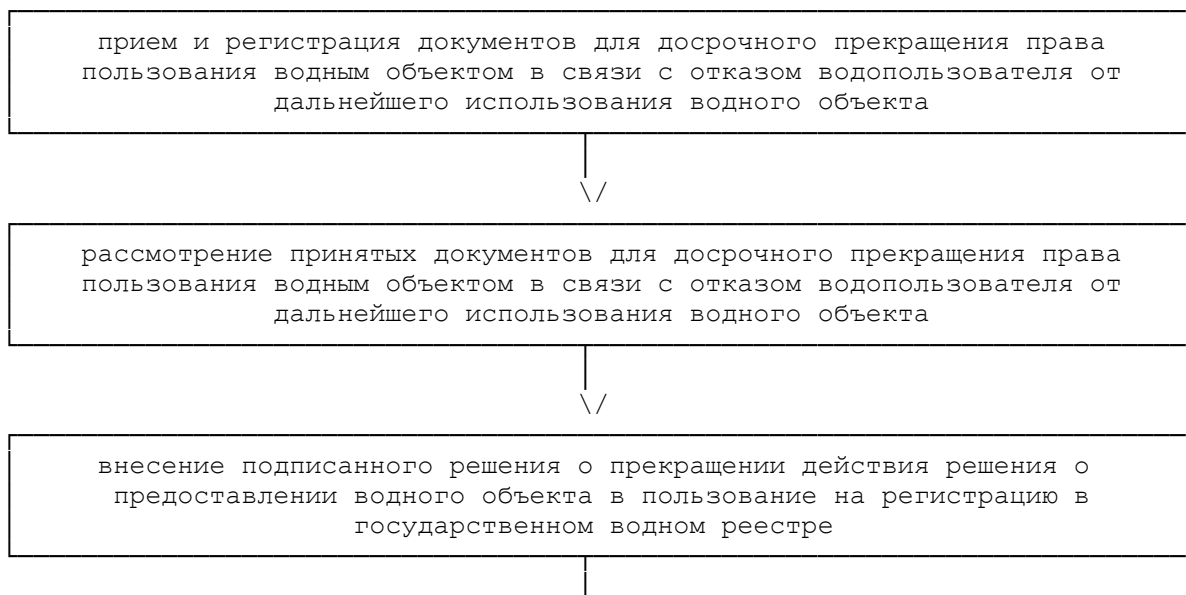 прием и регистрация документов для досрочного прекращения права
пользования водным объектом в связи с отказом водопользователя от
дальнейшего использования водного объекта
\/
рассмотрение принятых документов для досрочного прекращения права
пользования водным объектом в связи с отказом водопользователя от
дальнейшего использования водного объекта
\/
внесение подписанного решения о прекращении действия решения о
предоставлении водного объекта в пользование на регистрацию в
государственном водном реестре